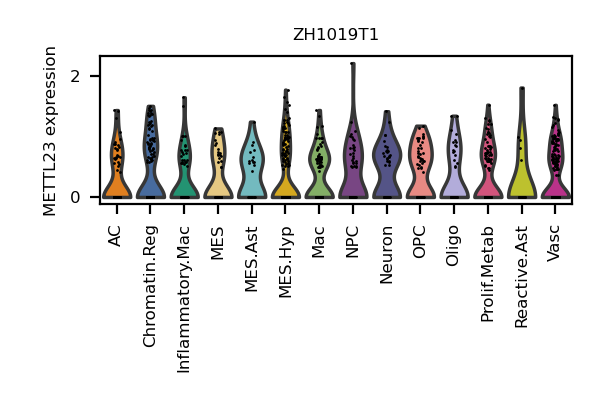 ZH1019T1
METTL23 expression
2
0
AC
Chromatin.Reg
Inflammatory.Mac
MES
MES.Ast
MES.Hyp
Mac
NPC
Neuron
OPC
Oligo
Prolif.Metab
Reactive.Ast
Vasc